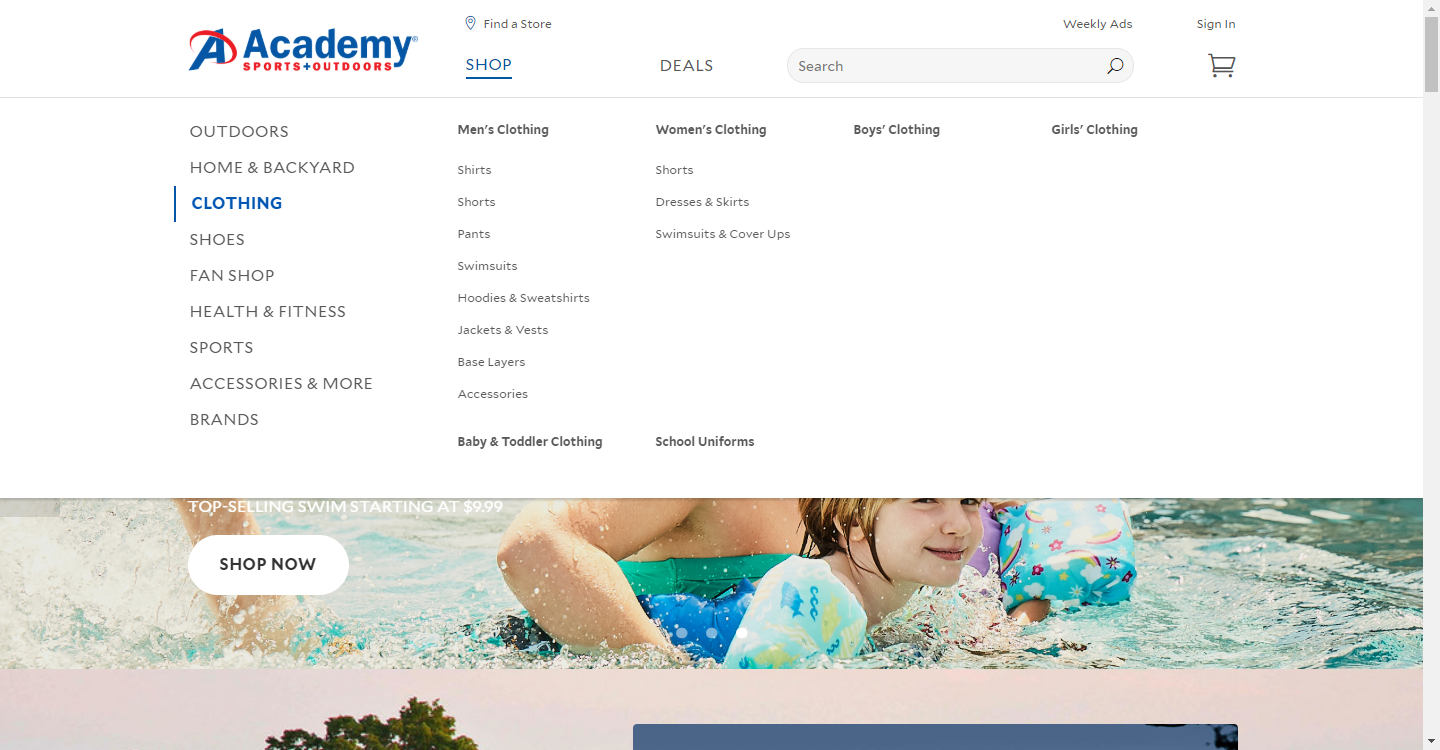 Academy®
SPORTS+OUTDOORS
Find a Store
Weekly Ads
Sign In
SHOP
DEALS
Search
OUTDOORS
HOME & BACKYARD
CLOTHING
SHOES
FAN SHOP
HEALTH & FITNESS
SPORTS
ACCESSORIES & MORE
BRANDS
Men's Clothing
Shirts
Shorts
Pants
Swimsuits
Hoodies & Sweatshirts
Jackets & Vests
Base Layers
Accessories
Women's Clothing
Shorts
Dresses & Skirts
Swimsuits & Cover Ups
Boys' Clothing
Girls' Clothing
Baby & Toddler Clothing
School Uniforms
TOP-SELLING SWIM STARTING AT $9.99
SHOP NOW